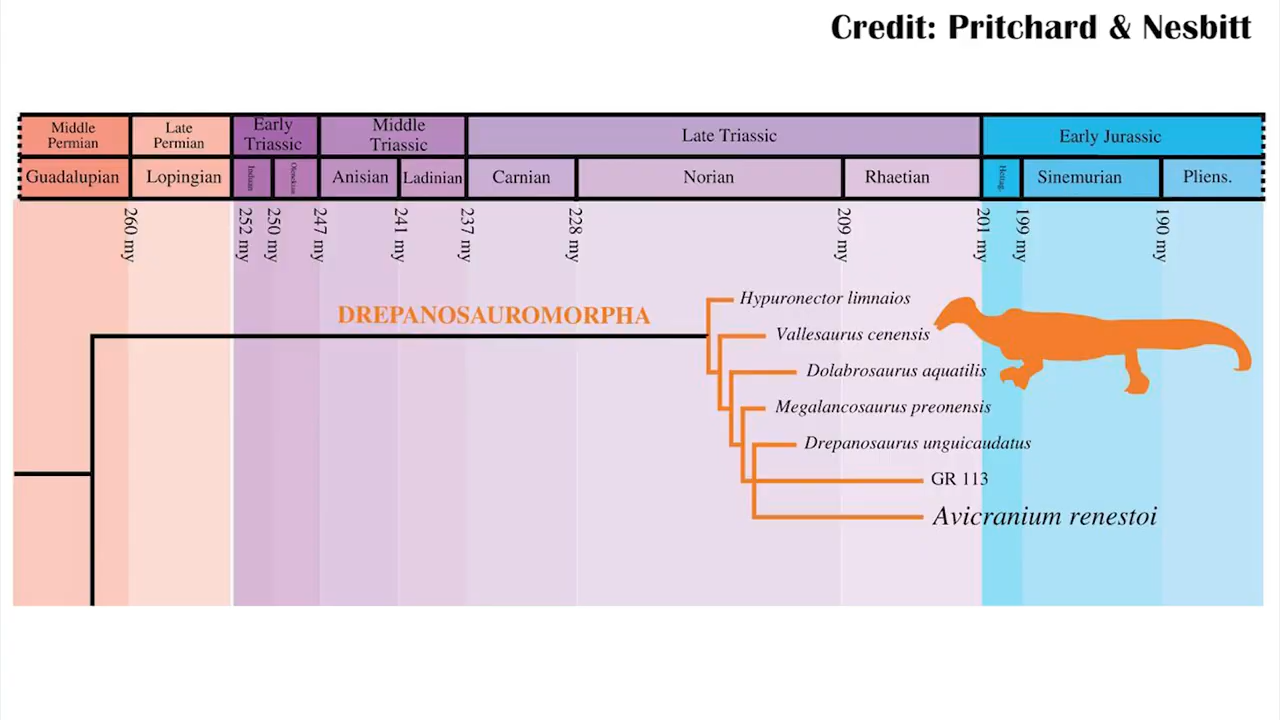 Credit: Pritchard & Nesbitt
Middle Permian
Late Permian
Early Triassic
Middle Triassic
Late Triassic
Early Jurassic
Guadalupian
Lopingian
Induan
Olenekian
Anisian
Ladinian
Carnian
Norian
Rhaetian
Hettag.
Sinemurian
Pliens.
260 my
252 my
250 my
247 my
241 my
237 my
228 my
209 my
201 my
199 my
190 my
Hypuronector limnaios
DREPANOSAUROMORPHA
Vallesaurus cenensis
Dolabrosaurus aquatilis
Megalancosaurus preonensis
Drepanosaurus unguicaudatus
GR 113
Avicranium renestoi